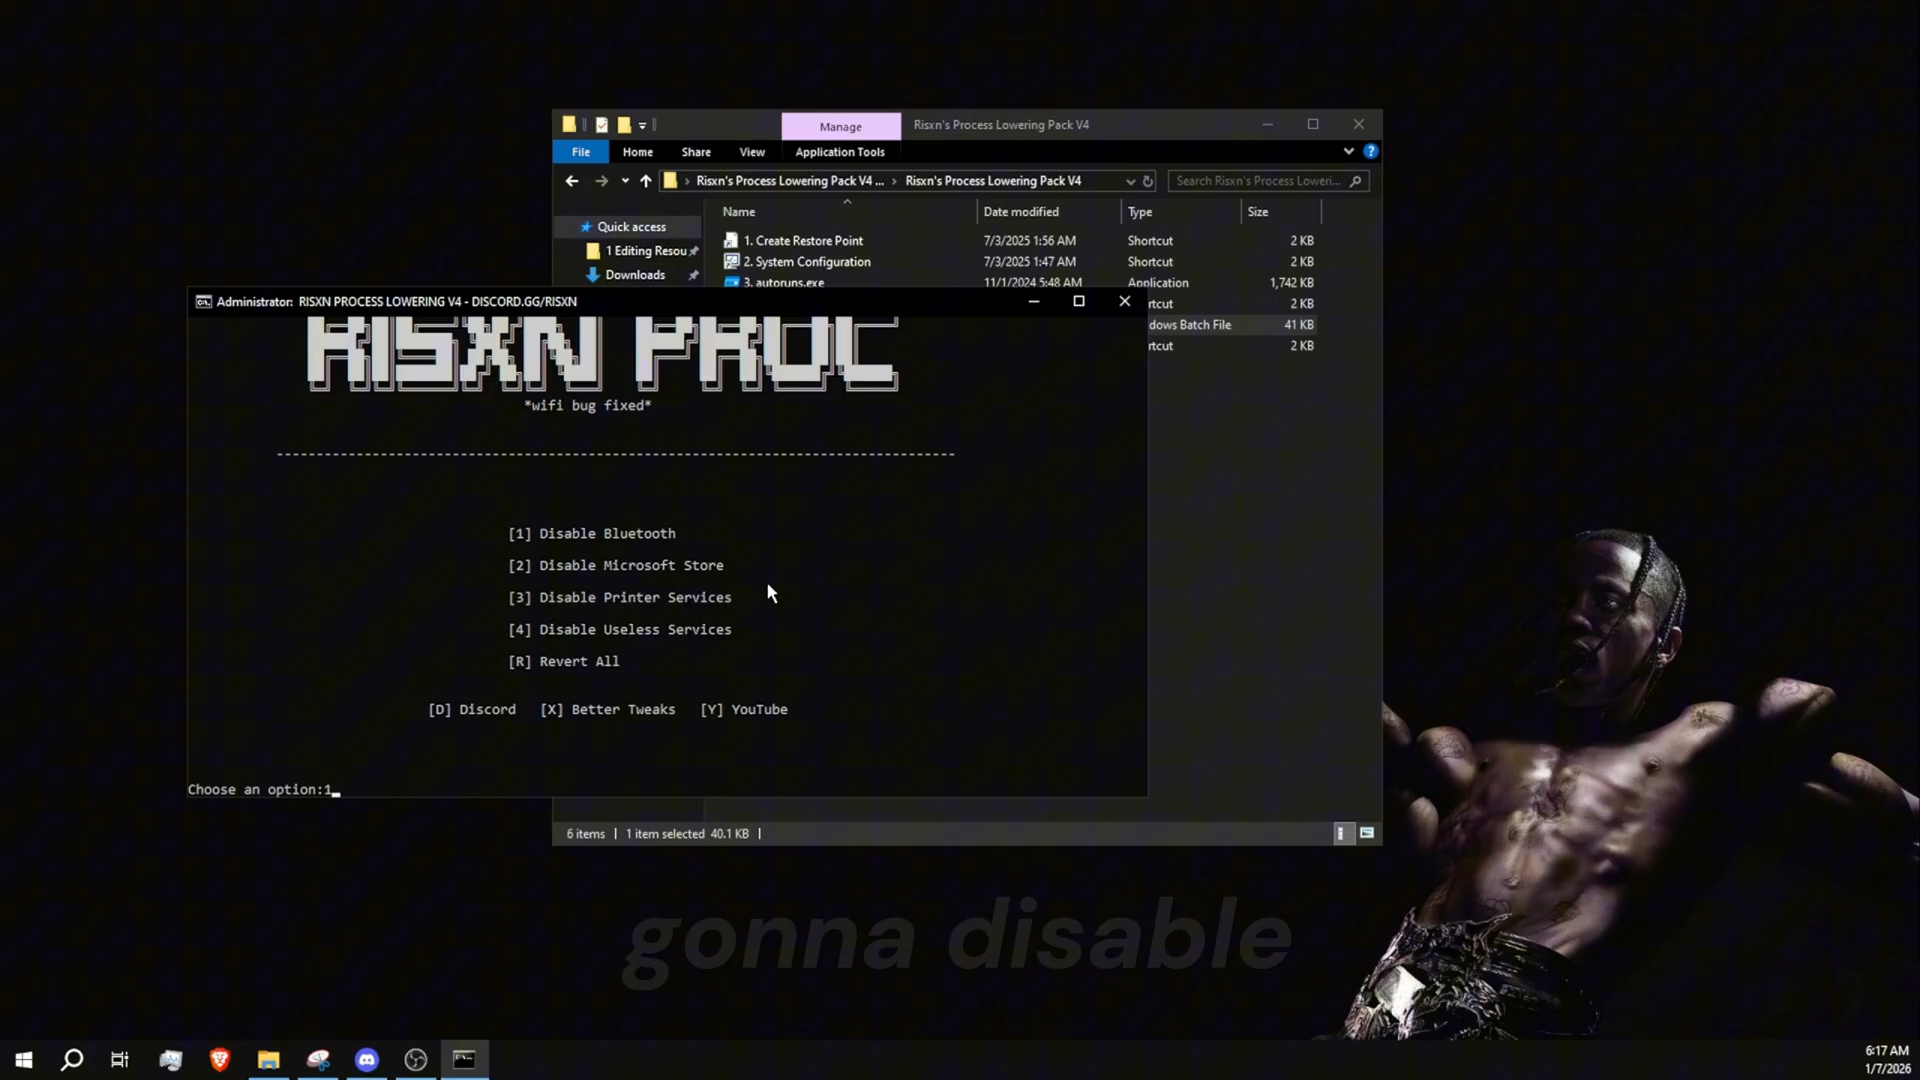 Manage
Risxn's Process Lowering Pack V4
File
Home
Share
View
Application Tools
Risxn's Process Lowering Pack V4 ...
Risxn's Process Lowering Pack V4
Search Risxn's Process Loweri...
Name
Date modified
Type
Size
Quick access
1 Editing Resou
Downloads
1. Create Restore Point
7/3/2025 1:56 AM
Shortcut
2 KB
2. System Configuration
7/3/2025 1:47 AM
Shortcut
2 KB
3. autoruns.exe
11/1/2024 5:48 AM
Application
1,742 KB
rtcut
2 KB
dows Batch File
41 KB
rtcut
2 KB
Administrator: RISXN PROCESS LOWERING V4 - DISCORD.GG/RISXN
RISXN PROC
*wifi bug fixed*
[1] Disable Bluetooth
[2] Disable Microsoft Store
[3] Disable Printer Services
[4] Disable Useless Services
[R] Revert All
[D] Discord [X] Better Tweaks [Y] YouTube
Choose an option:1_
6 items
1 item selected 40.1 KB
gonna disable
6:17 AM
1/7/2026